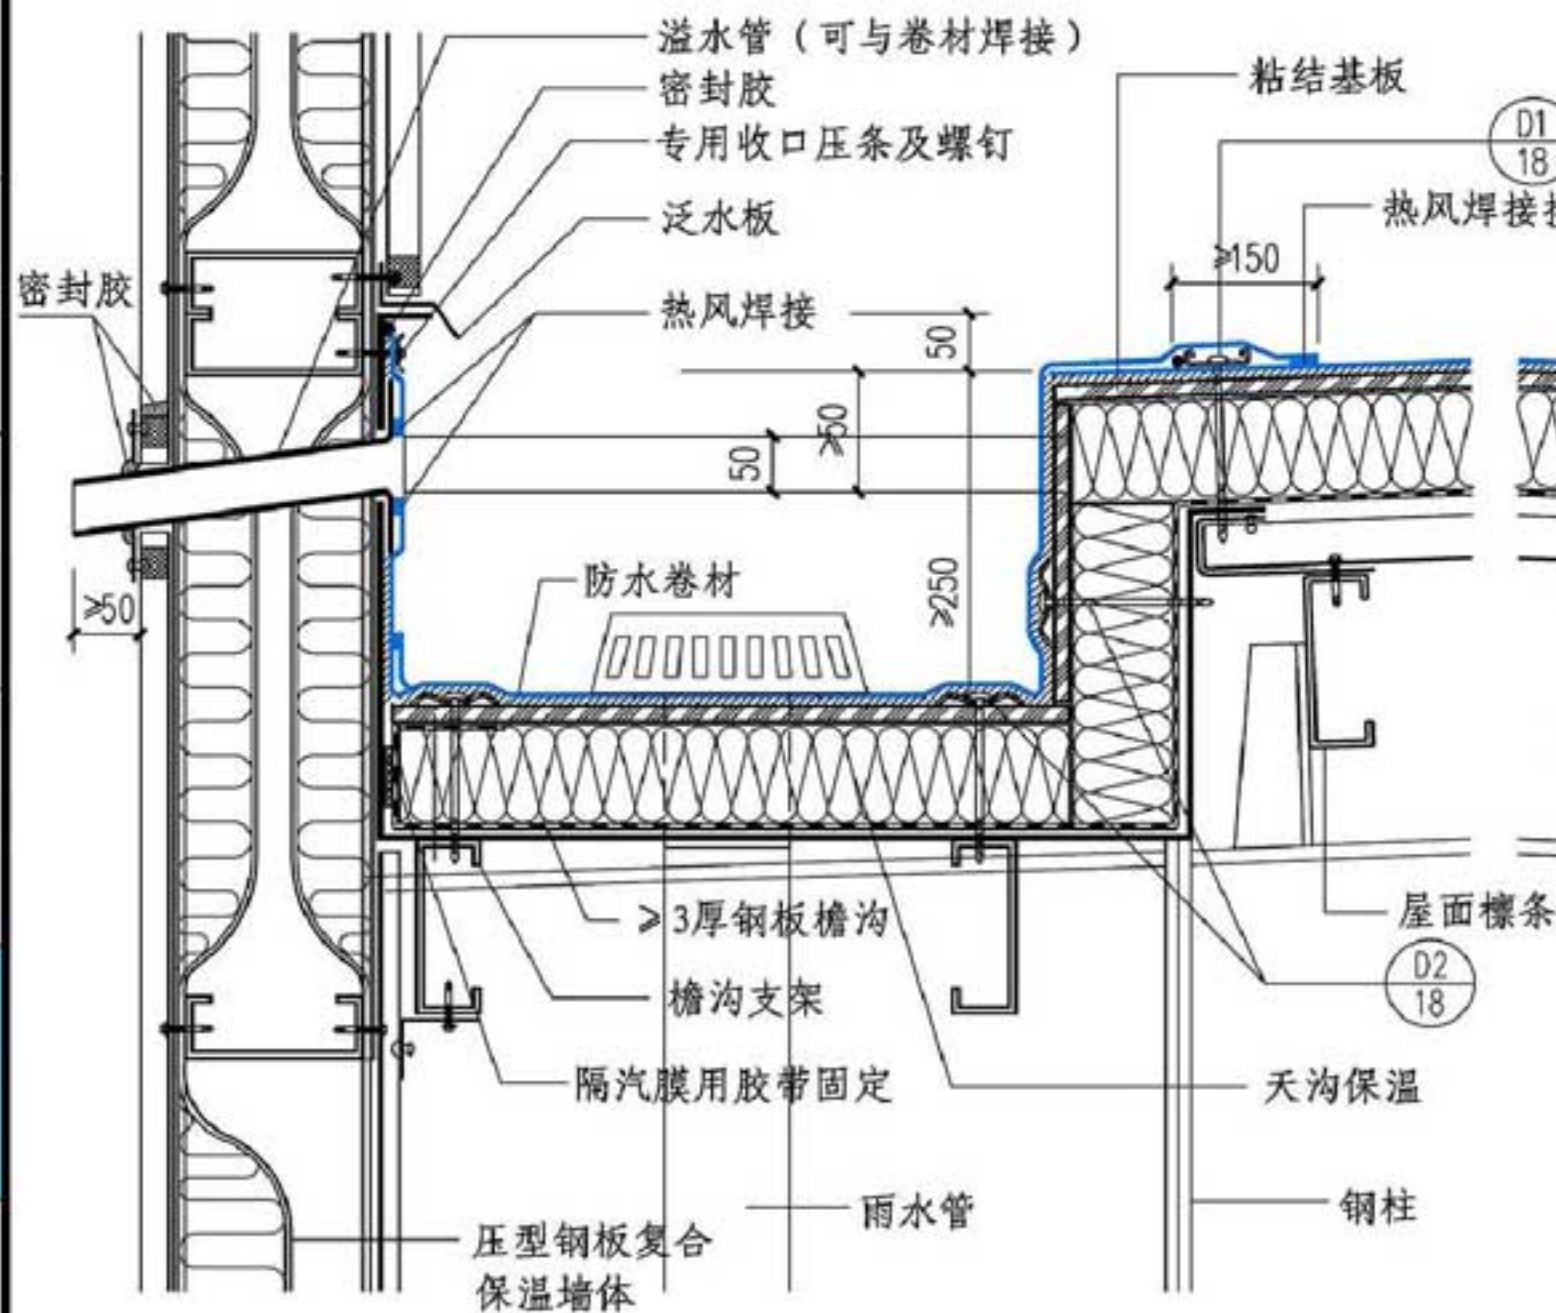 溢水管（可与卷材焊接）
密封胶
专用收口压条及螺钉
泛水板
热风焊接
粘结基板
D1
18
热风焊接
≥150
密封胶
50
≥50
50
≥250
≥50
防水卷材
≥3厚钢板檐沟
檐沟支架
隔汽膜用胶带固定
屋面檩条
D2
18
天沟保温
雨水管
钢柱
压型钢板复合
保温墙体